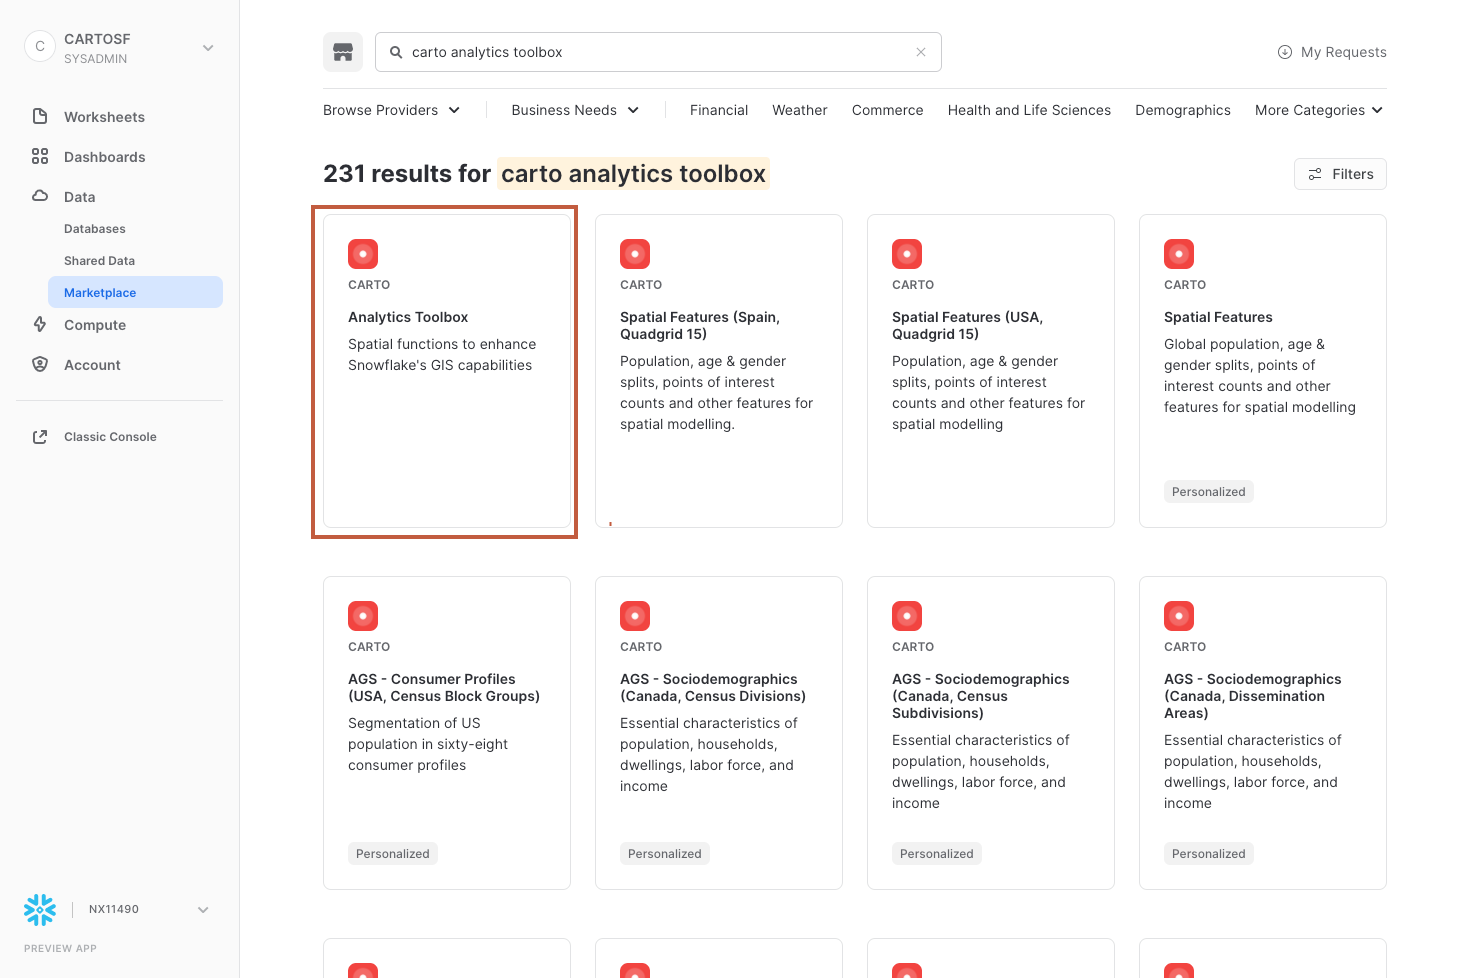 C
CARTOSF
SYSADMIN
Worksheets
Dashboards
Data
Databases
Shared Data
Marketplace
Compute
Account
Classic Console
NX11490
PREVIEW APP
carto analytics toolbox
My Requests
Browse Providers
Business Needs
Financial
Weather
Commerce
Health and Life Sciences
Demographics
More Categories
231 results for carto analytics toolbox
Filters
CARTO
Analytics Toolbox
Spatial functions to enhance
Snowflake's GIS capabilities
CARTO
Spatial Features (Spain,
Quadgrid 15)
Population, age & gender
splits, points of interest
counts and other features for
spatial modelling.
CARTO
Spatial Features (USA,
Quadgrid 15)
Population, age & gender
splits, points of interest
counts and other features for
spatial modelling
CARTO
Spatial Features
Global population, age &
gender splits, points of
interest counts and other
features for spatial modelling
Personalized
CARTO
AGS - Consumer Profiles
(USA, Census Block Groups)
Segmentation of US
population in sixty-eight
consumer profiles
Personalized
CARTO
AGS - Sociodemographics
(Canada, Census Divisions)
Essential characteristics of
population, households,
dwellings, labor force, and
income
Personalized
CARTO
AGS - Sociodemographics
(Canada, Census
Subdivisions)
Essential characteristics of
population, households,
dwellings, labor force, and
income
Personalized
CARTO
AGS - Sociodemographics
(Canada, Dissemination
Areas)
Essential characteristics of
population, households,
dwellings, labor force, and
income
Personalized